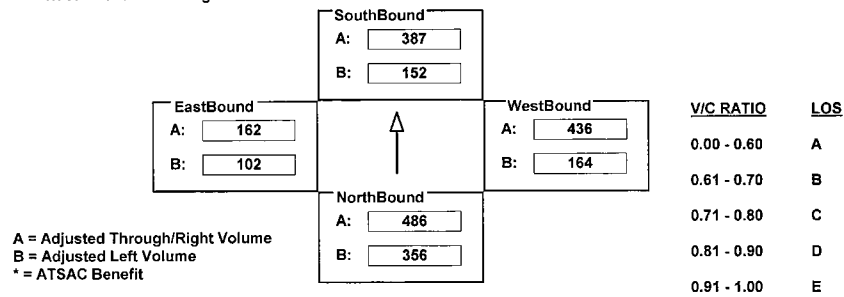 SouthBound
A: 387
B: 152
EastBound
A: 162
B: 102
WestBound
A: 436
B: 164
NorthBound
A: 486
B: 356
A = Adjusted Through/Right Volume
B = Adjusted Left Volume
* = ATSAC Benefit
V/C RATIO LOS
0.00 - 0.60 A
0.61 - 0.70 B
0.71 - 0.80 C
0.81 - 0.90 D
0.91 - 1.00 E